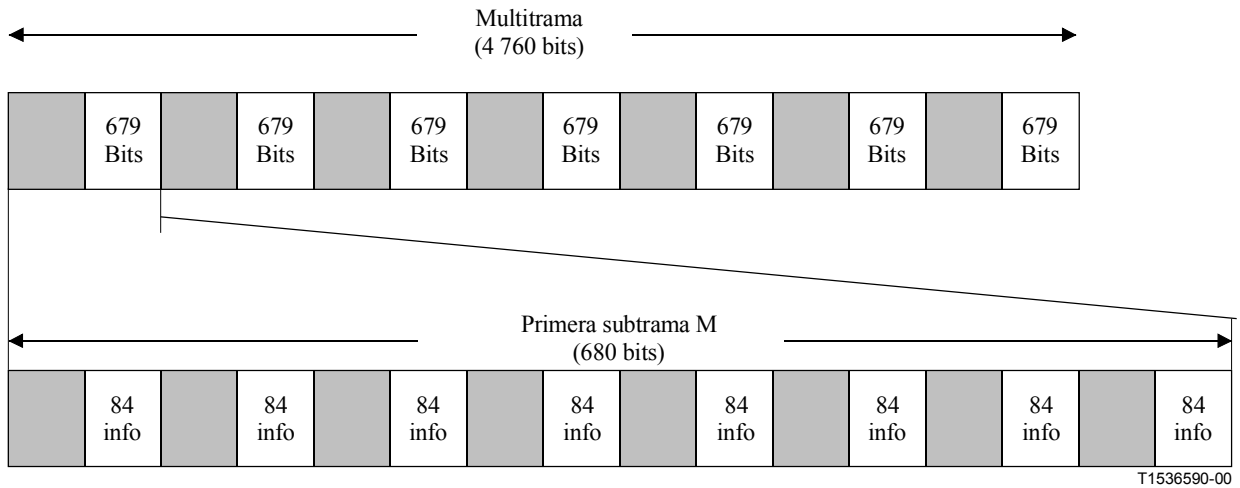 Multitrama
(4 760 bits)
679 679 679 679 679 679 679
Bits Bits Bits Bits Bits Bits Bits
Primera subtrama M
(680 bits)
84 84 84 84 84 84 84 84
info info info info info info info info
T1536590-00